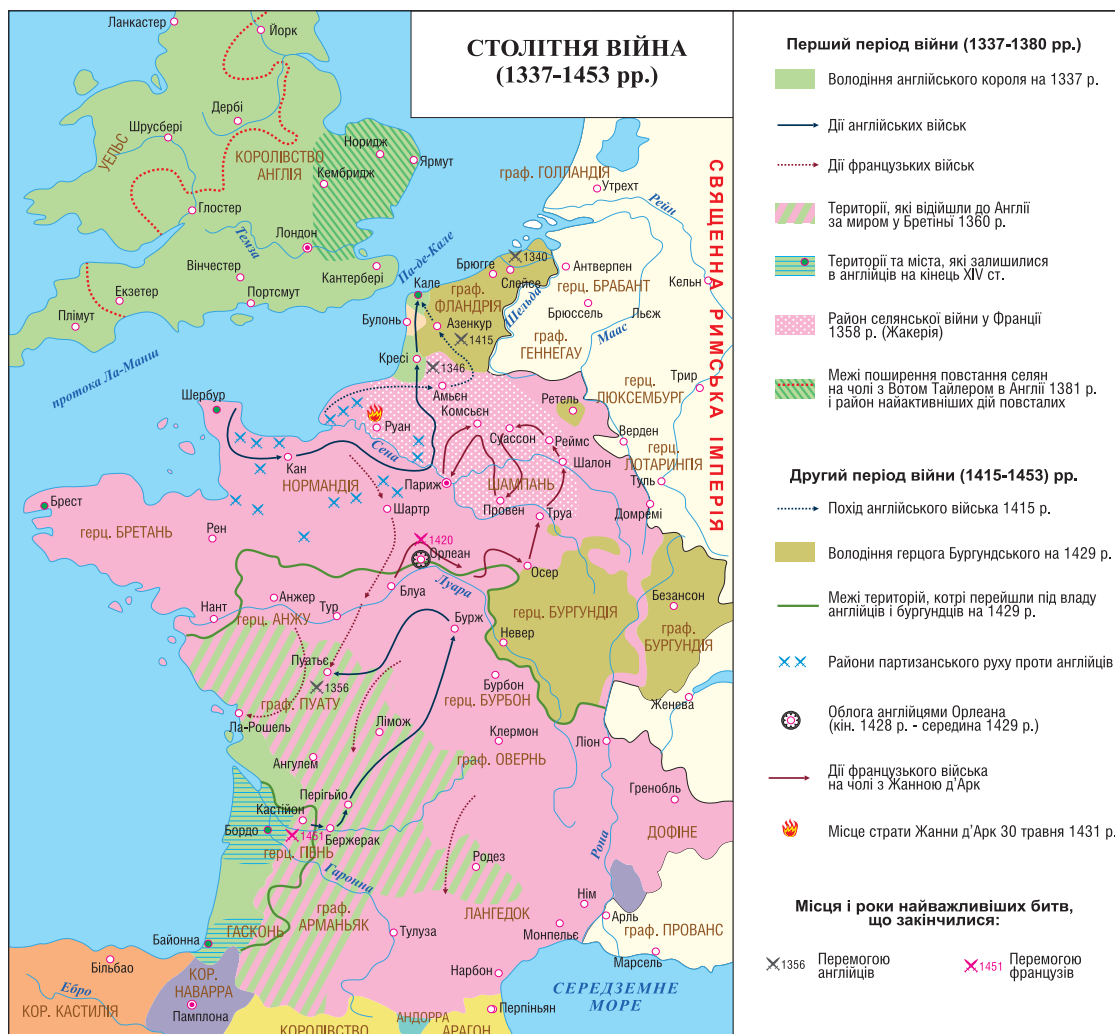 СТОЛІТНЯ ВІЙНА
(1337-1453 рр.)
Ланкастер
Йорк
Дербі
Шрусбері
УЕЛЬС
КОРОЛІВСТВО
АНГЛІЯ
Норидж
Ярмут
Кембридж
Глостер
Темза
Лондон
Вінчестер
Кантербері
Екзетер
Портсмут
Плімут
протока Ла-Манш
Па-де-Кале
граф. ГОЛЛАНДІЯ
Утрехт
Рейн
СВЯЩЕННА РИМСЬКА ІМПЕРІЯ
1340
Брюгге
Слейсе
Антверпен
Кельн
Кале
граф.
ФЛАНДРІЯ
Шельда
герц. БРАБАНТ
Брюссель
Льєж
Булонь
Азенкур
1415
граф.
ГЕННЕГАУ
Маас
Кресі
1346
Трир
герц.
ЛЮКСЕМБУРГ
Шербур
Амьєн
Комсьєн
Ретель
Руан
Суассон
Реймс
Верден
герц.
ЛОТАРИНГІЯ
Сена
Кан
НОРМАНДІЯ
Шалон
Париж
ШАМПАНЬ
Туль
Брест
Шартр
Провен
Труа
Домремі
герц. БРЕТАНЬ
Рен
1420
Орлеан
Осер
Блуа
Луара
Анжер
Нант
герц. АНЖУ
Тур
Бурж
герц. БУРГУНДІЯ
Безансон
Невер
граф.
БУРГУНДІЯ
Пуатьє
1356
граф. ПУАТУ
Бурбон
герц. БУРБОН
Женева
Ла-Рошель
Лімож
Клермон
граф. ОВЕРНЬ
Ліон
Ангулем
Перігьйо
Гренобль
Кастійон
Бордо
1451
герц. ГІЄНЬ
Бержерак
ДОФІНЕ
Рона
Гаронна
Родез
граф.
АРМАНЬЯК
Нім
ЛАНГЕДОК
Арль
ГАСКОНЬ
Тулуза
Монпельє
граф. ПРОВАНС
Байонна
Марсель
Більбао
КОР.
НАВАРРА
Нарбон
Ебро
СЕРЕДЗЕМНЕ
МОРЕ
КОР. КАСТИЛІЯ
Памплона
Перпіньян
АНДОРРА
КОРОЛІВСТВО
АРАГОН
Перший період війни (1337-1380 рр.)
Володіння англійського короля на 1337 р.
Дії англійських військ
Дії французьких військ
Території, які відійшли до Англії
за миром у Бретіньї 1360 р.
Території та міста, які залишилися
в англійців на кінець XIV ст.
Район селянської війни у Франції
1358 р. (Жакерія)
Межі поширення повстання селян
на чолі з Вотом Тайлером в Англії 1381 р.
і район найактивніших дій повсталих
Другий період війни (1415-1453) рр.
Похід англійського війська 1415 р.
Володіння герцога Бургундського на 1429 р.
Межі територій, котрі перейшли під владу
англійців і бургундців на 1429 р.
Райони партизанського руху проти англійців
Облога англійцями Орлеана
(кін. 1428 р. - середина 1429 р.)
Дії французького війська
на чолі з Жанною д'Арк
Місце страти Жанни д'Арк 30 травня 1431 р.
Місця і роки найважливіших битв,
що закінчилися:
1356 Перемогою
англійців
1451 Перемогою
французів